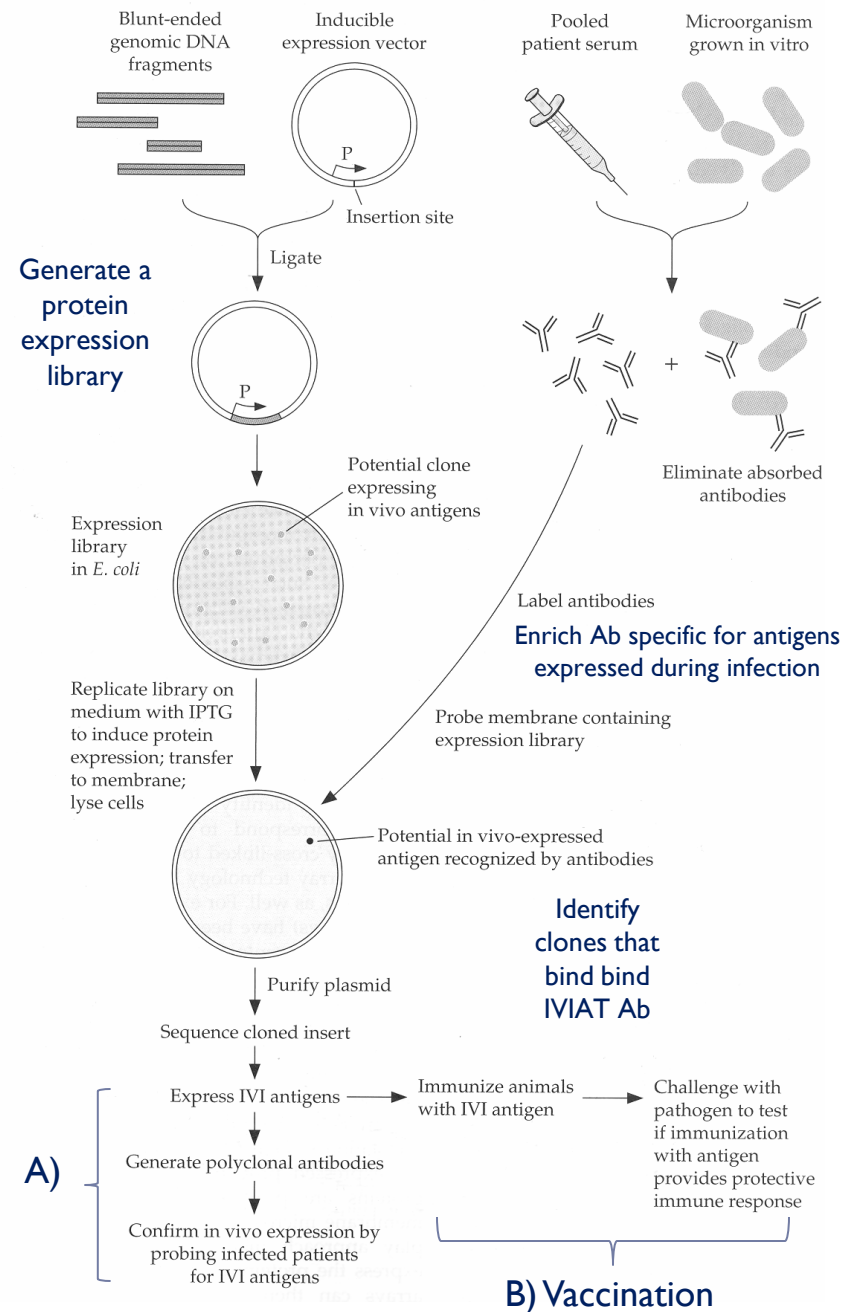 Blunt-ended
genomic DNA
fragments
Inducible
expression vector
Pooled
patient serum
Microorganism
grown in vitro
P
Insertion site
Ligate
Generate a
protein
expression
library
P
+
Eliminate absorbed
antibodies
Potential clone
expressing
in vivo antigens
Expression
library
in E. coli
Label antibodies
Enrich Ab specific for antigens
expressed during infection
Replicate library on
medium with IPTG
to induce protein
expression; transfer
to membrane;
lyse cells
Probe membrane containing
expression library
Potential in vivo-expressed
antigen recognized by antibodies
Identify
clones that
bind bind
IVIAT Ab
Purify plasmid
Sequence cloned insert
Express IVI antigens
Immunize animals
with IVI antigen
Challenge with
pathogen to test
if immunization
with antigen
provides protective
immune response
A)
Generate polyclonal antibodies
Confirm in vivo expression by
probing infected patients
for IVI antigens
B) Vaccination